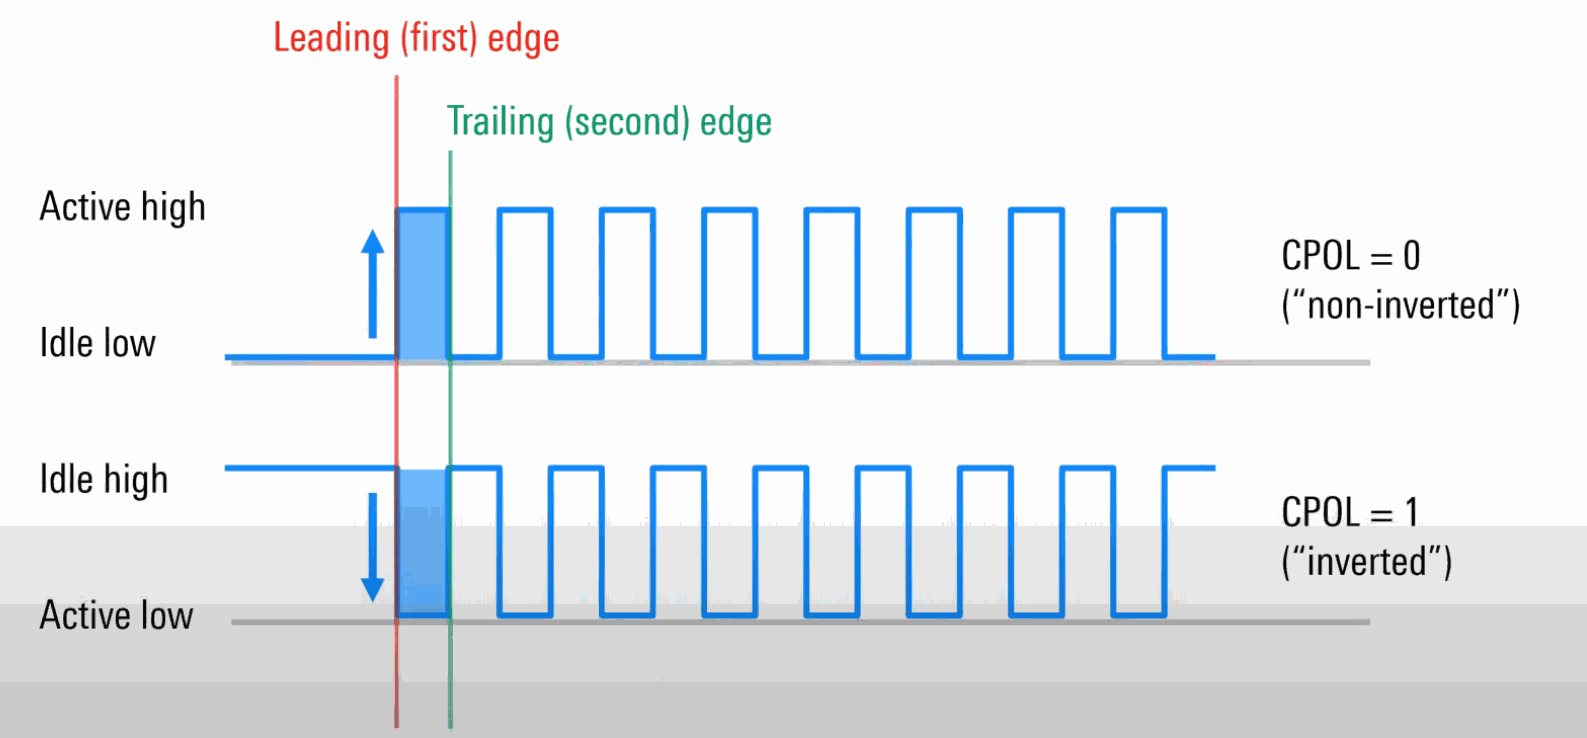 Leading (first) edge
Trailing (second) edge
Active high
CPOL = 0
(“non-inverted”)
Idle low
Idle high
CPOL = 1
(“inverted”)
Active low